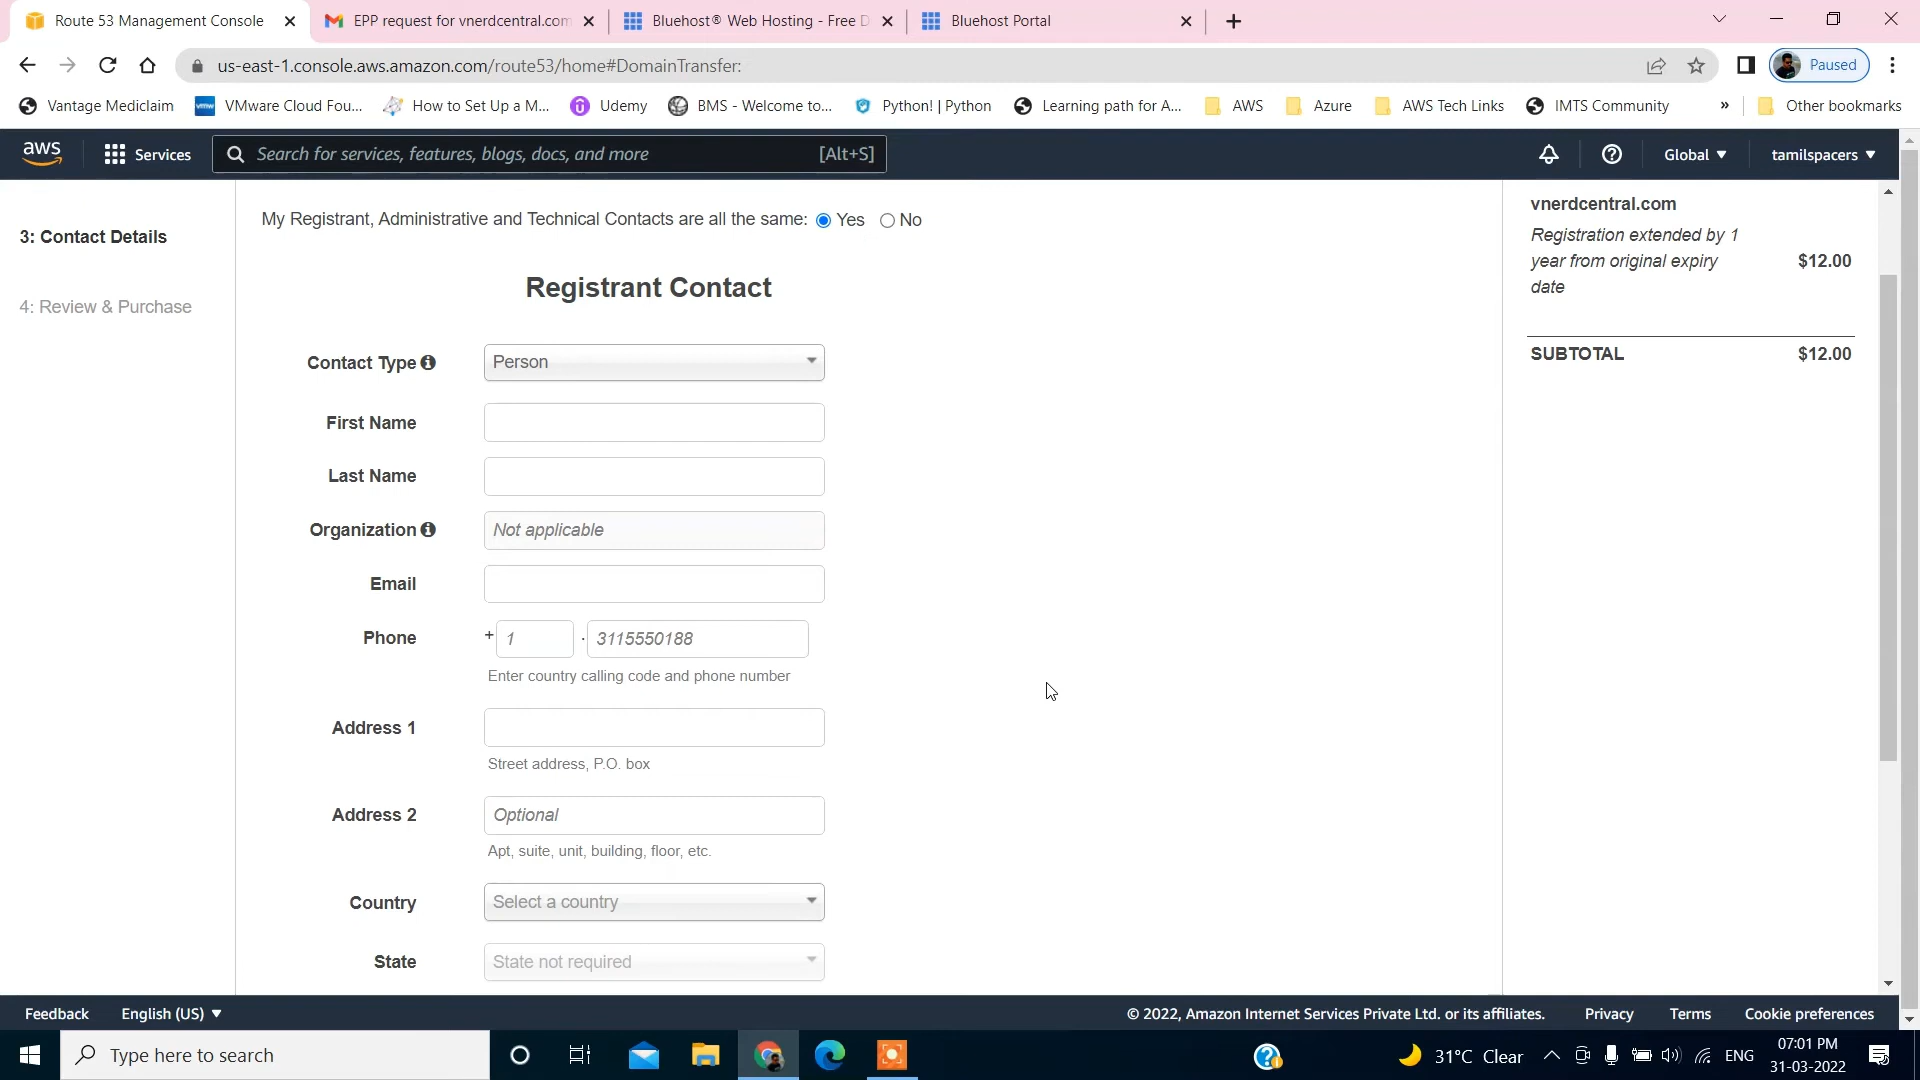 Route 53 Management Console
EPP request for vnerdcentral.com
Bluehost® Web Hosting - Free D
Bluehost Portal
us-east-1.console.aws.amazon.com/route53/home#DomainTransfer:
Paused
Vantage Mediclaim
VMware Cloud Fou...
How to Set Up a M...
Udemy
BMS - Welcome to...
Python! | Python
Learning path for A...
AWS
Azure
AWS Tech Links
IMTS Community
»
Other bookmarks
aws
Services
Search for services, features, blogs, docs, and more
[Alt+S]
Global
tamilspacers
3: Contact Details
4: Review & Purchase
My Registrant, Administrative and Technical Contacts are all the same: Yes No
Registrant Contact
Contact Type
Person
First Name
Last Name
Organization
Not applicable
Email
Phone
+ 1 . 3115550188
Enter country calling code and phone number
Address 1
Street address, P.O. box
Address 2
Optional
Apt, suite, unit, building, floor, etc.
Country
Select a country
State
State not required
vnerdcentral.com
Registration extended by 1
year from original expiry
date
$12.00
SUBTOTAL
$12.00
Feedback
English (US)
© 2022, Amazon Internet Services Private Ltd. or its affiliates.
Privacy
Terms
Cookie preferences
Type here to search
31°C Clear
ENG
07:01 PM
31-03-2022